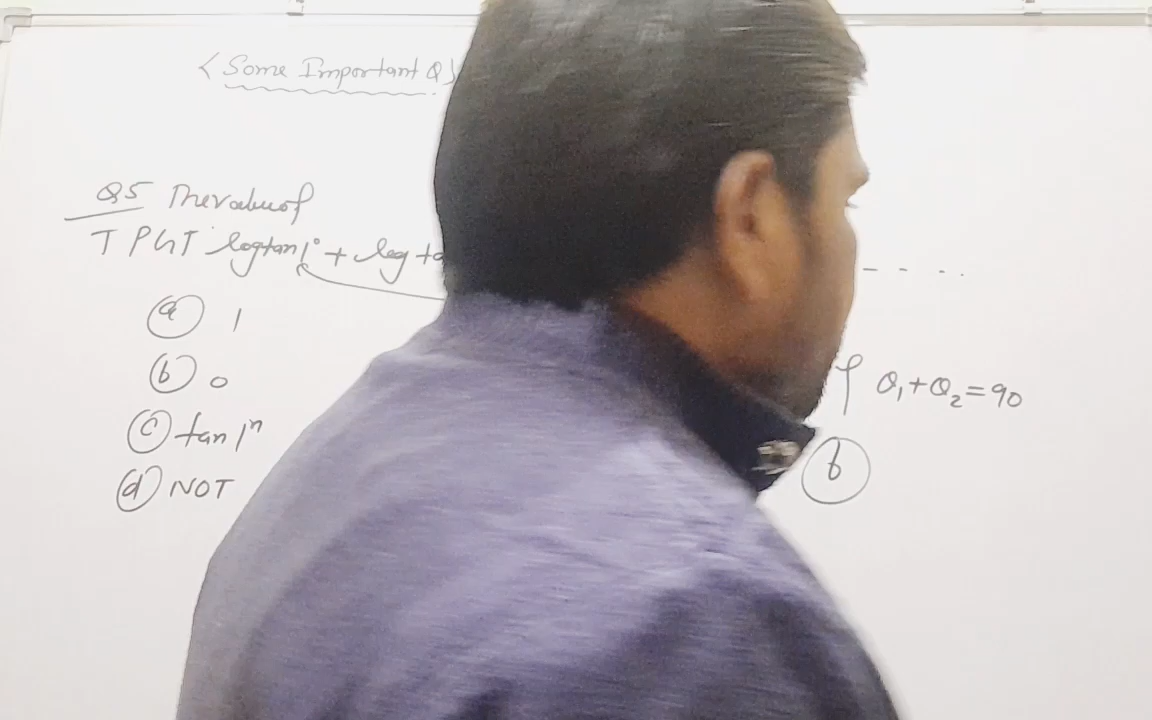 < Some Important Q >
Q5 The value of
TPGT log tan 1° + log ta - - - - .
(a) 1
(b) 0
(c) tan 1ⁿ
(d) NOT
θ₁ + θ₂ = 90
(b)